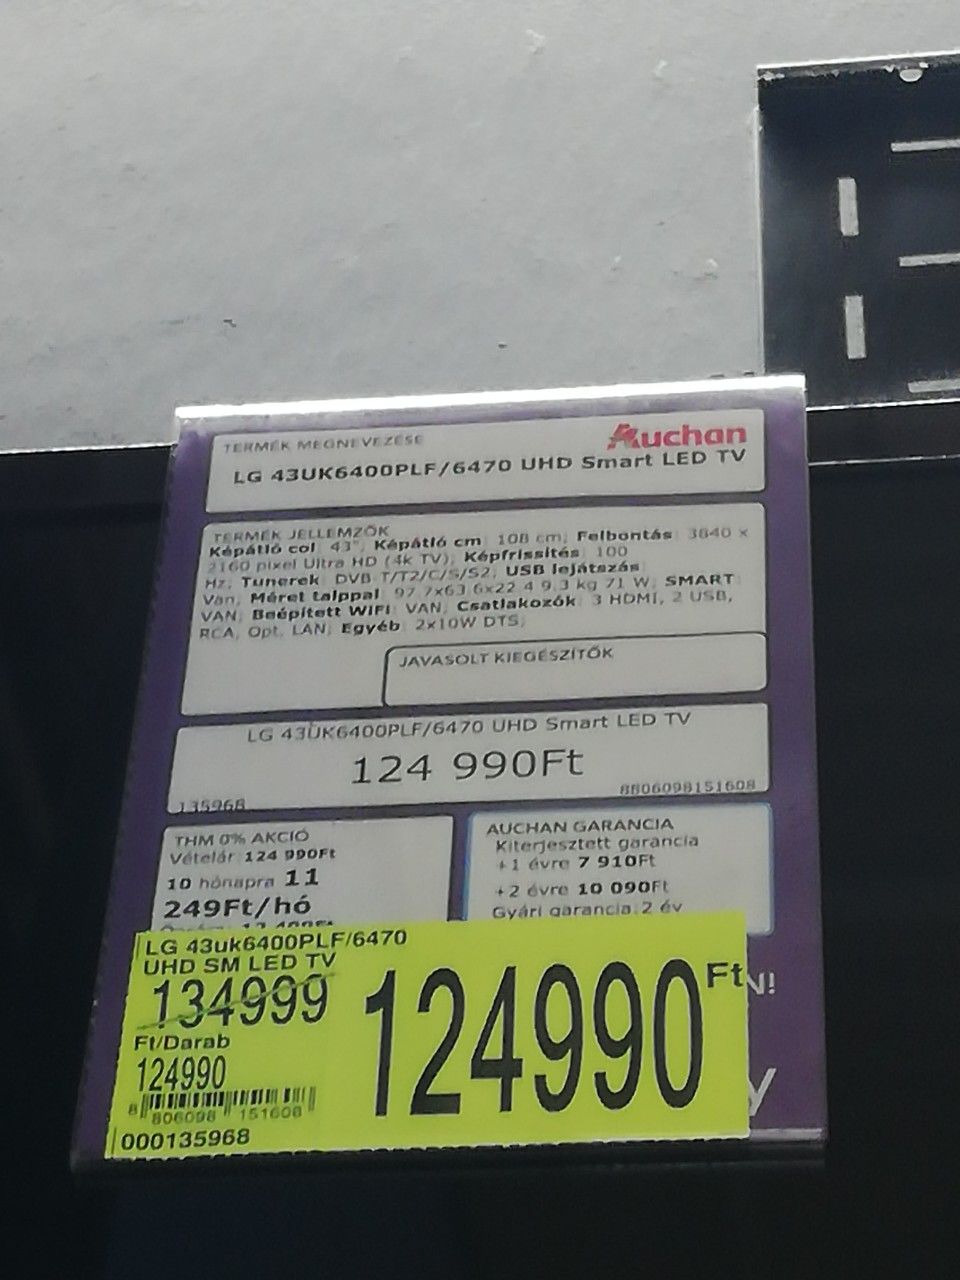 TERMÉK MEGNEVEZÉSE
Auchan
LG 43UK6400PLF/6470 UHD Smart LED TV
TERMÉK JELLEMZŐK
Képátló col: 43"; Képátló cm: 108 cm; Felbontás: 3840 x
2160 pixel Ultra HD (4k TV); Képfrissítés: 100
Hz; Tunerek: DVB-T/T2/C/S/S2; USB lejátszás:
Van; Méret talppal: 97.7x63.6x22.4 9.3 kg 71 W; SMART:
VAN; Beépített WiFi: VAN; Csatlakozók: 3 HDMI, 2 USB,
RCA, Opt. LAN; Egyéb: 2x10W DTS;
JAVASOLT KIEGÉSZÍTŐK
LG 43UK6400PLF/6470 UHD Smart LED TV
124 990Ft
135968
8806098151608
THM 0% AKCIÓ
Vételár: 124 990Ft
10 hónapra 11
249Ft/hó
AUCHAN GARANCIA
Kiterjesztett garancia
+1 évre 7 910Ft
+2 évre 10 090Ft
Gyári garancia: 2 év
LG 43uk6400PLF/6470
UHD SM LED TV
134999
Ft/Darab
124990
8 806098 151608
000135968
124990 Ft
N!
y